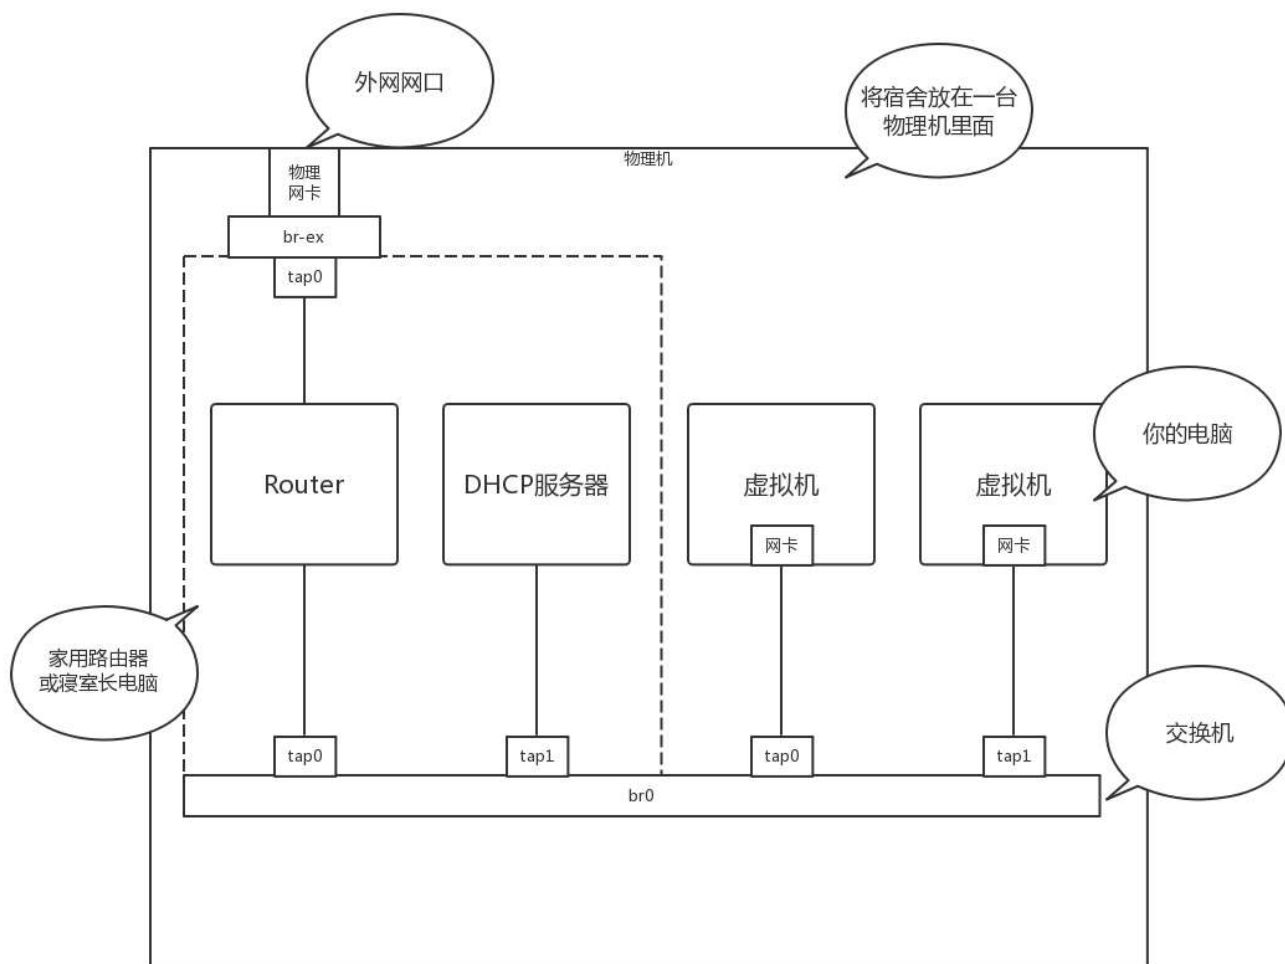 外网网口
将宿舍放在一台
物理机里面
物理机
物理
网卡
br-ex
tap0
你的电脑
Router
DHCP服务器
虚拟机
虚拟机
网卡
网卡
家用路由器
或寝室长电脑
交换机
tap0
tap1
tap0
tap1
br0